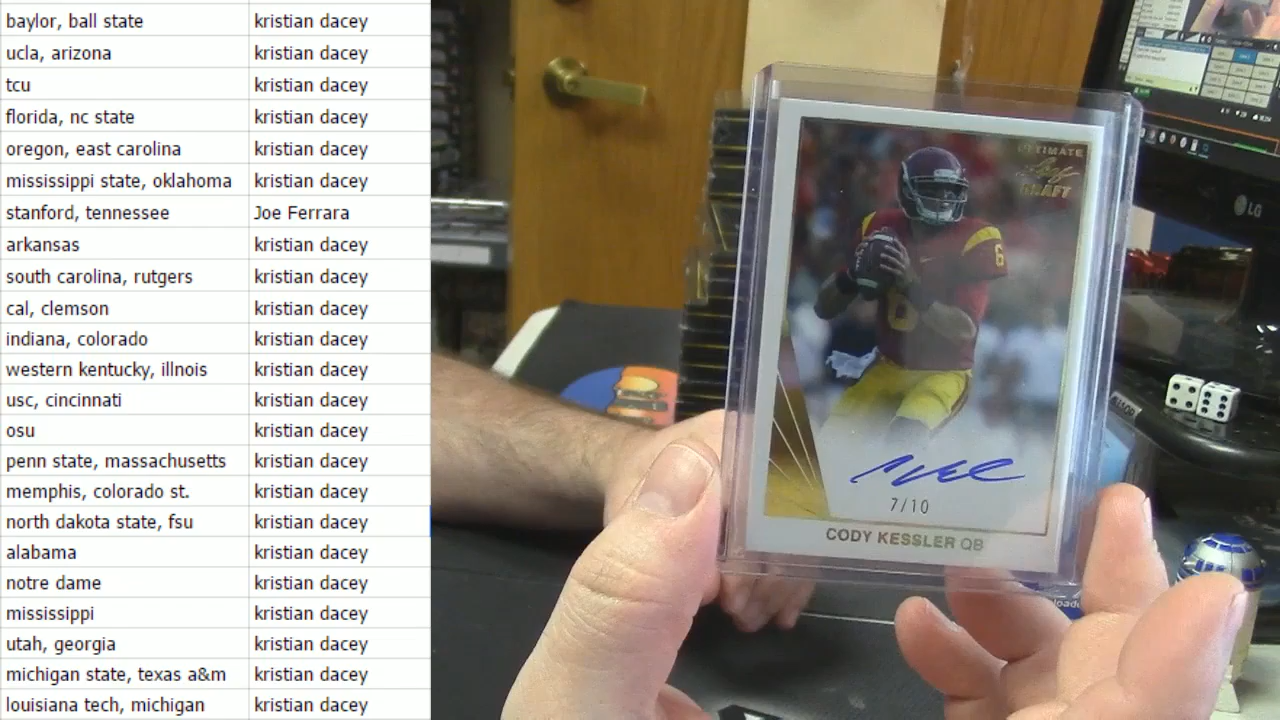 baylor, ball state kristian dacey
ucla, arizona kristian dacey
tcu kristian dacey
florida, nc state kristian dacey
oregon, east carolina kristian dacey
mississippi state, oklahoma kristian dacey
stanford, tennessee Joe Ferrara
arkansas kristian dacey
south carolina, rutgers kristian dacey
cal, clemson kristian dacey
indiana, colorado kristian dacey
western kentucky, illnois kristian dacey
usc, cincinnati kristian dacey
osu kristian dacey
penn state, massachusetts kristian dacey
memphis, colorado st. kristian dacey
north dakota state, fsu kristian dacey
alabama kristian dacey
notre dame kristian dacey
mississippi kristian dacey
utah, georgia kristian dacey
michigan state, texas a&m kristian dacey
louisiana tech, michigan kristian dacey
ULTIMATE
Leaf
DRAFT
6
6
7/10
CODY KESSLER QB
LG